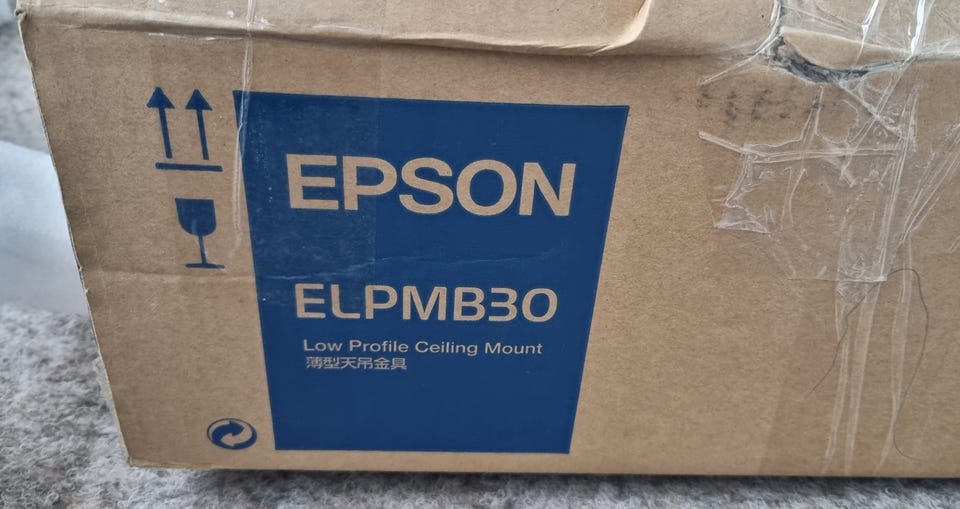 EPSON
ELPMB30
Low Profile Ceiling Mount
薄型天吊金具